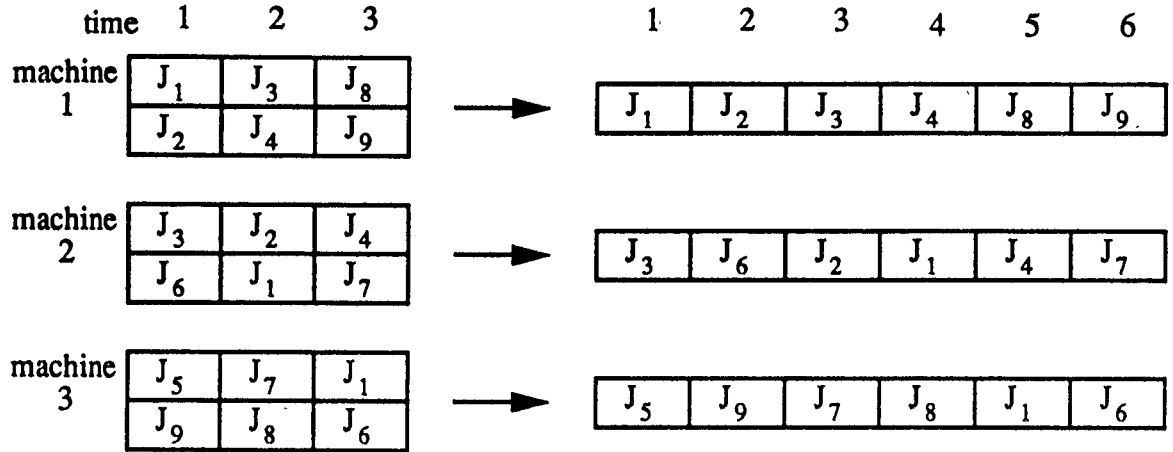 time 1 2 3 1 2 3 4 5 6
machine 1
J1 J3 J8
J2 J4 J9
J1 J2 J3 J4 J8 J9
machine 2
J3 J2 J4
J6 J1 J7
J3 J6 J2 J1 J4 J7
machine 3
J5 J7 J1
J9 J8 J6
J5 J9 J7 J8 J1 J6